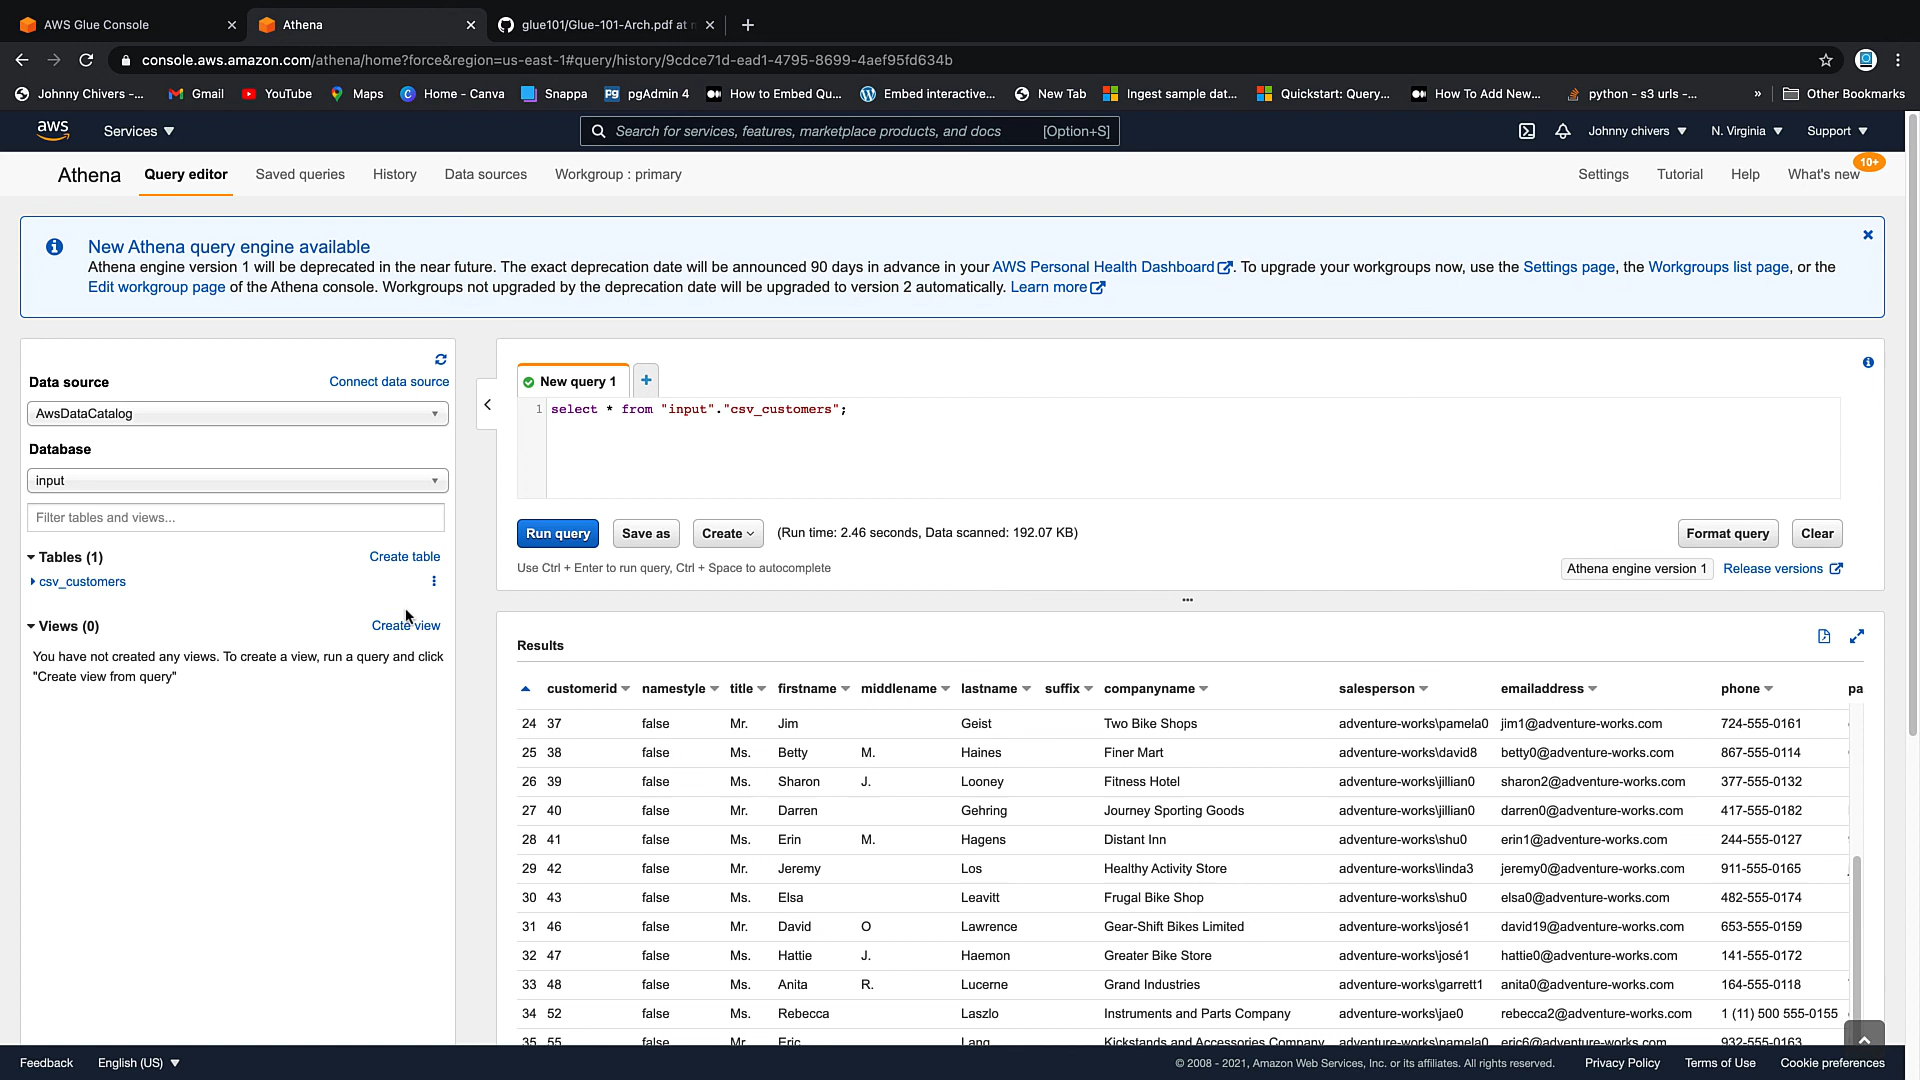 AWS Glue Console
Athena
glue101/Glue-101-Arch.pdf at
console.aws.amazon.com/athena/home?force&region=us-east-1#query/history/9cdce71d-ead1-4795-8699-4aef95fd634b
Johnny Chivers -... Gmail YouTube Maps Home - Canva Snappa pgAdmin 4 How to Embed Qu... Embed interactive... New Tab Ingest sample dat... Quickstart: Query... How To Add New... python - s3 urls -... » Other Bookmarks
aws Services Search for services, features, marketplace products, and docs [Option+S] Johnny chivers N. Virginia Support
Athena Query editor Saved queries History Data sources Workgroup : primary Settings Tutorial Help What's new 10+
New Athena query engine available
Athena engine version 1 will be deprecated in the near future. The exact deprecation date will be announced 90 days in advance in your AWS Personal Health Dashboard. To upgrade your workgroups now, use the Settings page, the Workgroups list page, or the
Edit workgroup page of the Athena console. Workgroups not upgraded by the deprecation date will be upgraded to version 2 automatically. Learn more
Data source Connect data source
AwsDataCatalog
Database
input
Filter tables and views...
Tables (1) Create table
csv_customers
Views (0) Create view
You have not created any views. To create a view, run a query and click
"Create view from query"
New query 1
1 select * from "input"."csv_customers";
Run query Save as Create (Run time: 2.46 seconds, Data scanned: 192.07 KB) Format query Clear
Use Ctrl + Enter to run query, Ctrl + Space to autocomplete Athena engine version 1 Release versions
Results
customerid namestyle title firstname middlename lastname suffix companyname salesperson emailaddress phone pa
24 37 false Mr. Jim Geist Two Bike Shops adventure-works\pamela0 jim1@adventure-works.com 724-555-0161
25 38 false Ms. Betty M. Haines Finer Mart adventure-works\david8 betty0@adventure-works.com 867-555-0114
26 39 false Ms. Sharon J. Looney Fitness Hotel adventure-works\jillian0 sharon2@adventure-works.com 377-555-0132
27 40 false Mr. Darren Gehring Journey Sporting Goods adventure-works\jillian0 darren0@adventure-works.com 417-555-0182
28 41 false Ms. Erin M. Hagens Distant Inn adventure-works\shu0 erin1@adventure-works.com 244-555-0127
29 42 false Mr. Jeremy Los Healthy Activity Store adventure-works\linda3 jeremy0@adventure-works.com 911-555-0165
30 43 false Ms. Elsa Leavitt Frugal Bike Shop adventure-works\shu0 elsa0@adventure-works.com 482-555-0174
31 46 false Mr. David O Lawrence Gear-Shift Bikes Limited adventure-works\josé1 david19@adventure-works.com 653-555-0159
32 47 false Ms. Hattie J. Haemon Greater Bike Store adventure-works\josé1 hattie0@adventure-works.com 141-555-0172
33 48 false Ms. Anita R. Lucerne Grand Industries adventure-works\garrett1 anita0@adventure-works.com 164-555-0118
34 52 false Ms. Rebecca Laszlo Instruments and Parts Company adventure-works\jae0 rebecca2@adventure-works.com 1 (11) 500 555-0155
35 55 false Mr. Eric Lang Kickstands and Accessories Company adventure-works\pamela0 eric6@adventure-works.com 932-555-0163
Feedback English (US) © 2008 - 2021, Amazon Web Services, Inc. or its affiliates. All rights reserved. Privacy Policy Terms of Use Cookie preferences